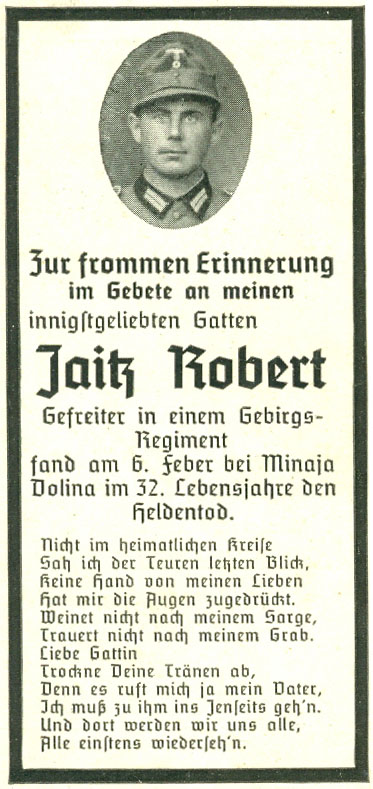 Zur frommen Erinnerung
im Gebete an meinen
innigſtgeliebten Gatten
Jaitz Robert
Gefreiter in einem Gebirgs-
Regiment
fand am 6. Feber bei Minaja
Dolina im 32. Lebensjahre den
Heldentod.
Nicht im heimatlichen Kreiſe
Sah ich der Teuren letzten Blick,
Keine Hand von meinen Lieben
Hat mir die Augen zugedrückt.
Weinet nicht nach meinem Sarge,
Trauert nicht nach meinem Grab.
Liebe Gattin
Trockne Deine Tränen ab,
Denn es ruft mich ja mein Vater,
Ich muß zu ihm ins Jenſeits geh'n.
Und dort werden wir uns alle,
Alle einſtens wiederſeh'n.